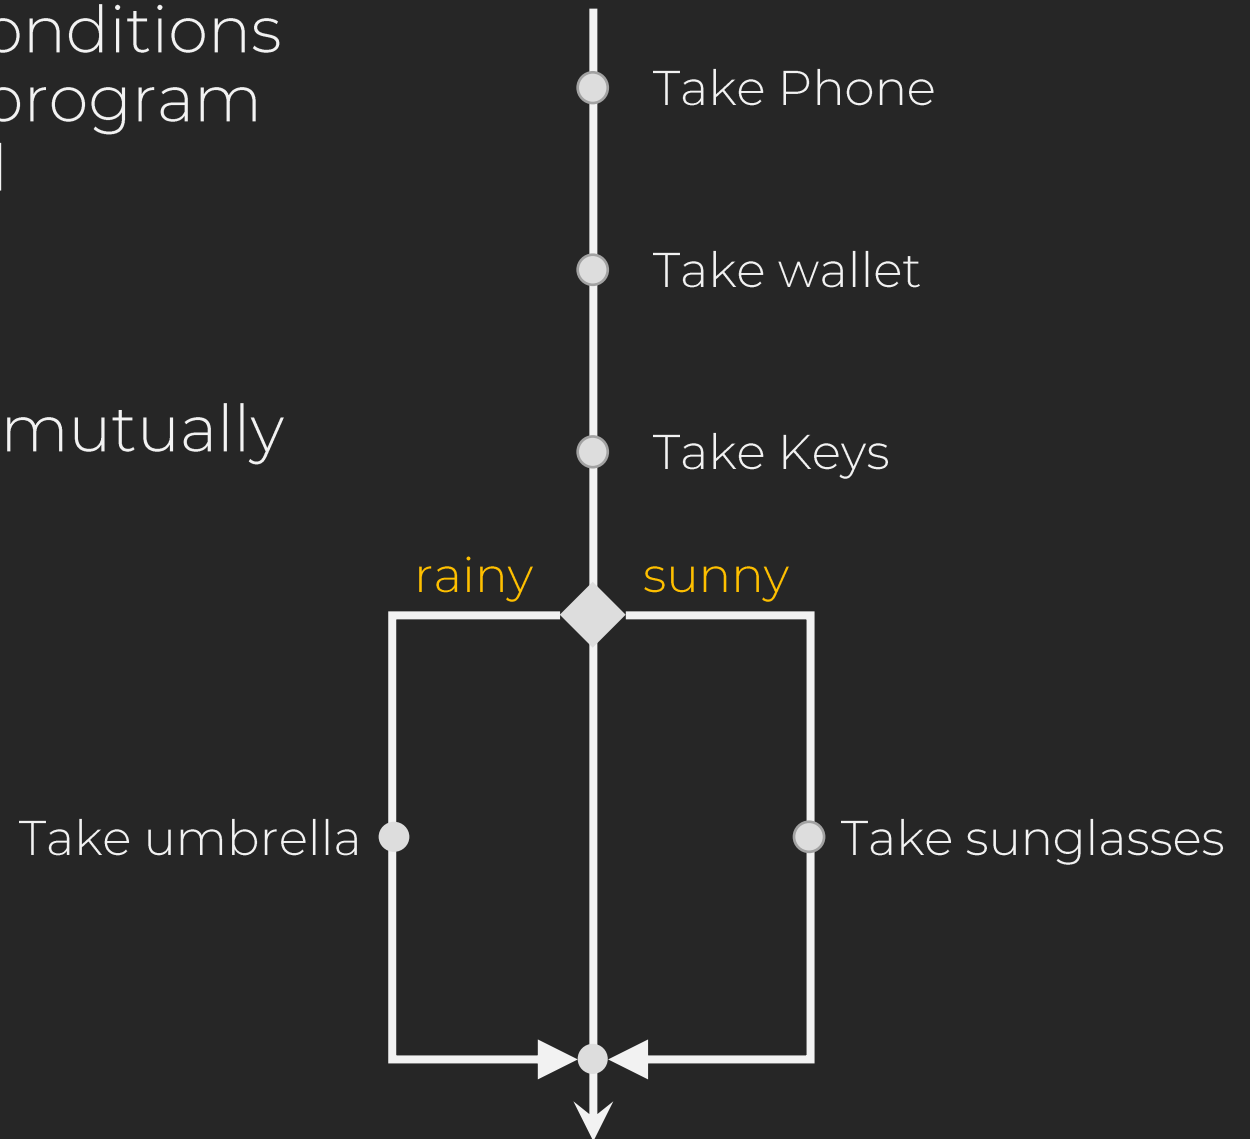 onditions
program
mutually
Take Phone
Take wallet
Take Keys
rainy
sunny
Take umbrella
Take sunglasses